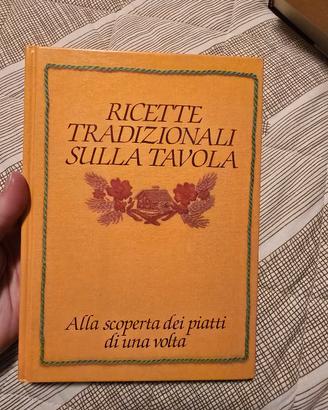 RICETTE
TRADIZIONALI
SULLA TAVOLA
Alla scoperta dei piatti
di una volta